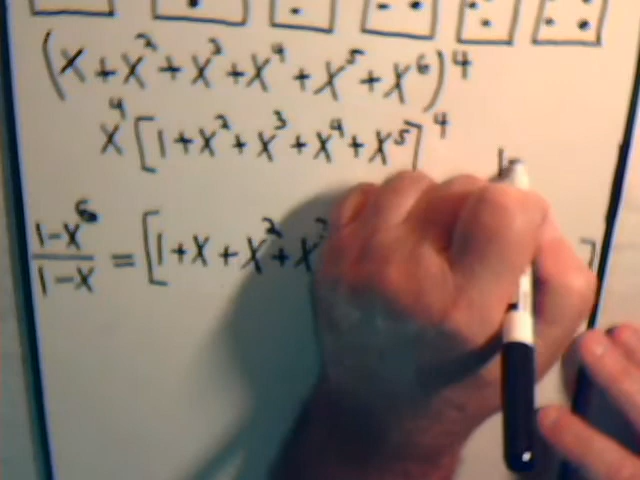 (x+x²+x³+x⁴+x⁵+x⁶)⁴
x⁴[1+x²+x³+x⁴+x⁵]⁴
1-x⁶
1-x
=[1+x+x²+x
]